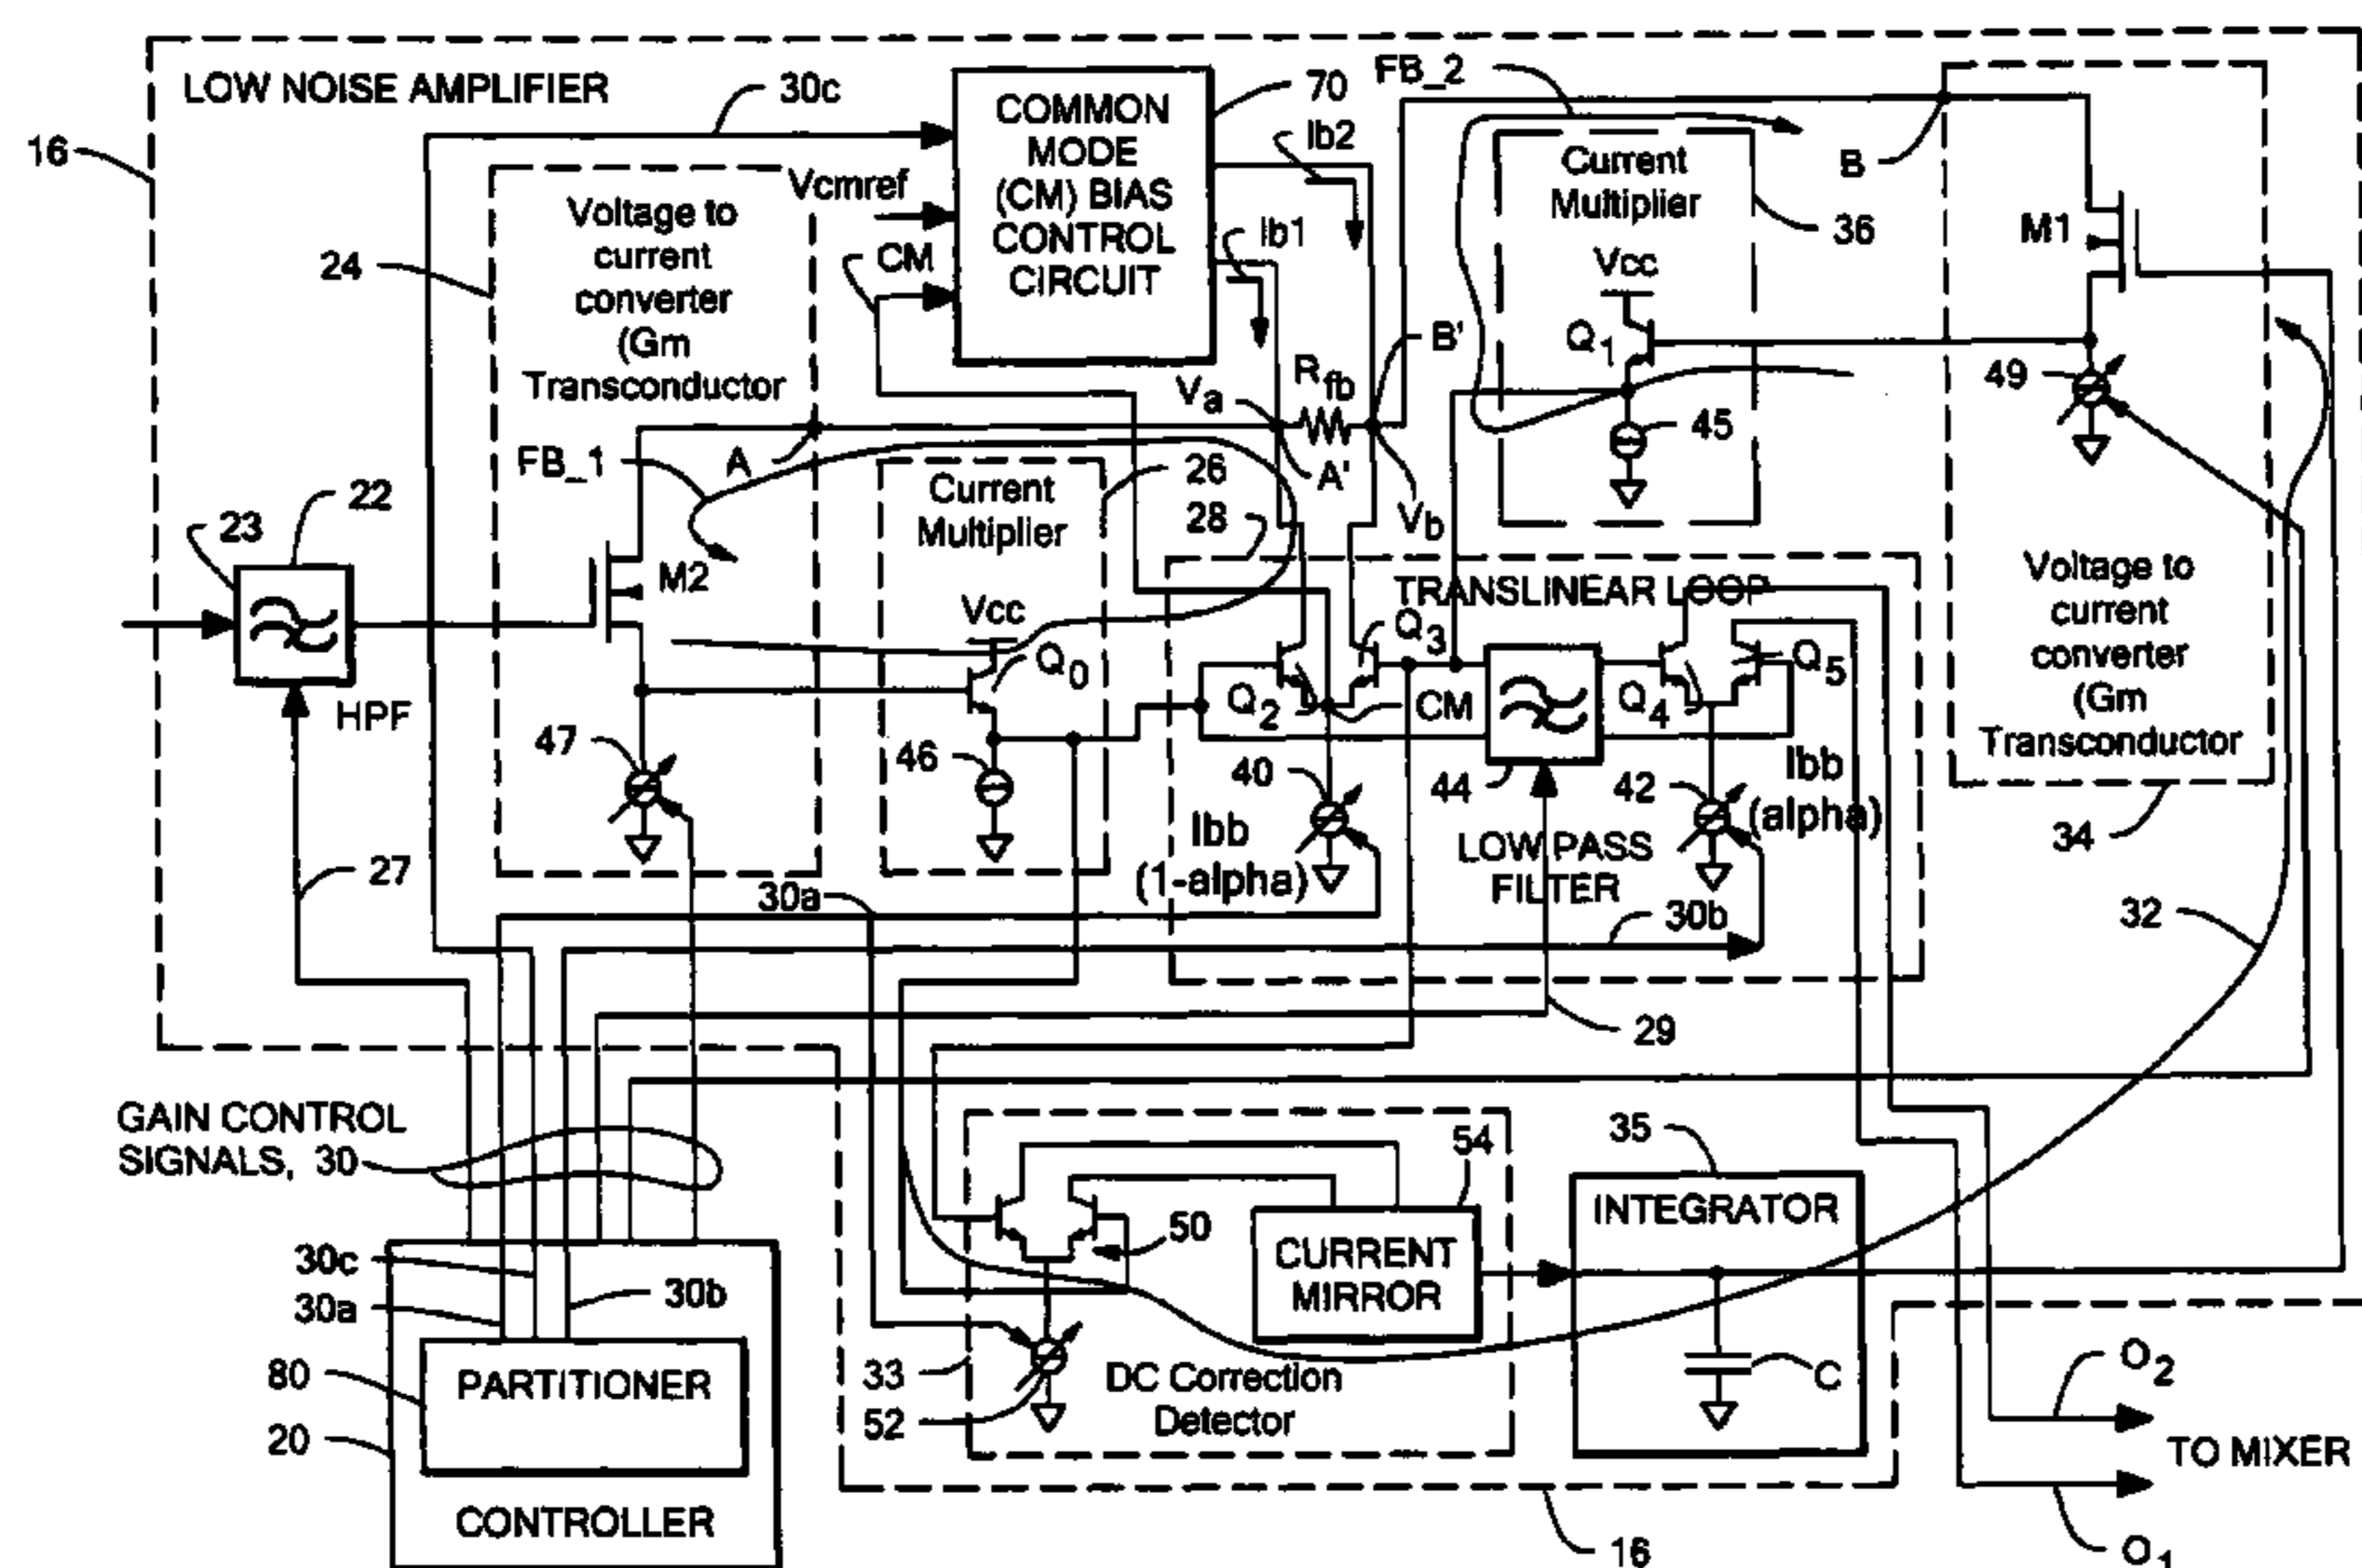 LOW NOISE AMPLIFIER
16
30c
COMMON
MODE
(CM) BIAS
CONTROL
CIRCUIT
70
Ib2
Ib1
FB_2
Current
Multiplier
36
Vcc
Q1
45
B
M1
49
Voltage to
current
converter
(Gm
Transconductor
34
32
Vcmref
CM
24
Voltage to
current
converter
(Gm
Transconductor
FB_1
A
Va
Rfb
B'
A'
Vb
23
22
HPF
27
M2
47
Current
Multiplier
26
Vcc
Q0
46
28
TRANSLINEAR LOOP
Q3
Q2
CM
Q4
Q5
40
Ibb
(1-alpha)
44
LOW PASS
FILTER
42
Ibb
(alpha)
30a
30b
29
GAIN CONTROL
SIGNALS, 30
30c
30a
30b
80
PARTITIONER
20
CONTROLLER
50
54
CURRENT
MIRROR
33
52
DC Correction
Detector
35
INTEGRATOR
C
O2
TO MIXER
O1
16